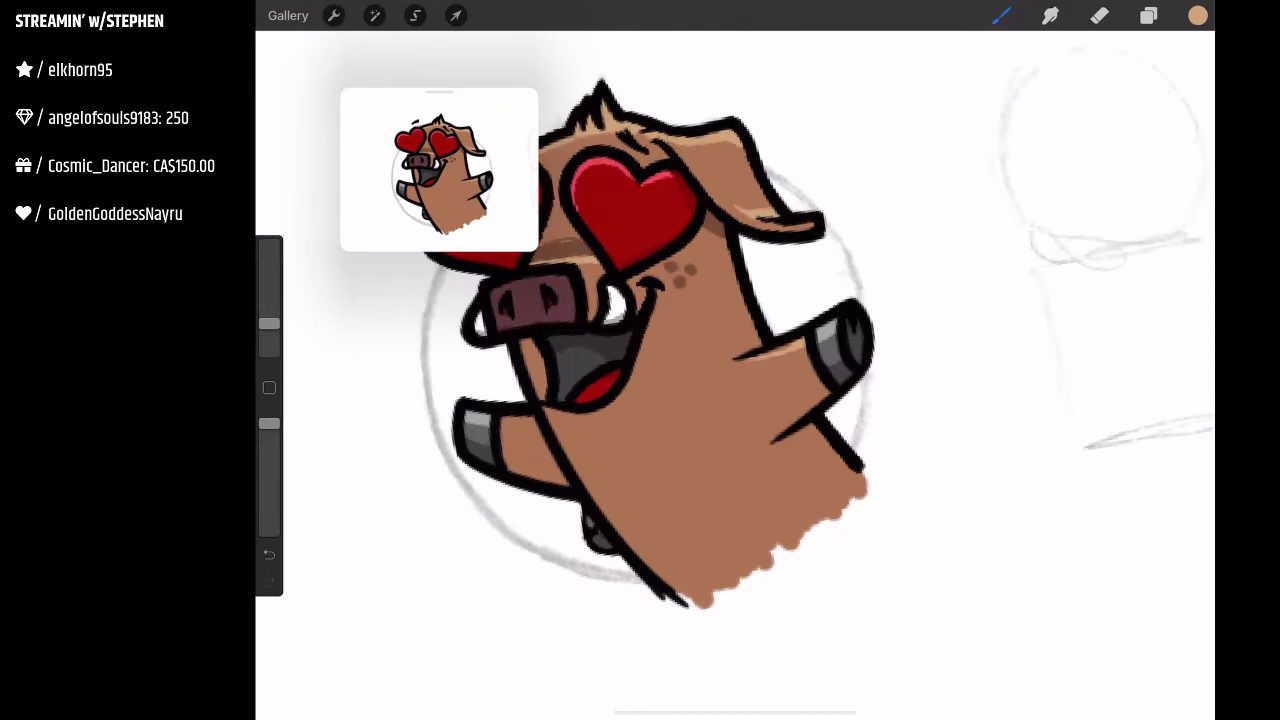 STREAMIN' w/STEPHEN
/ elkhorn95
/ angelofsouls9183: 250
/ Cosmic_Dancer: CA$150.00
/ GoldenGoddessNayru
Gallery